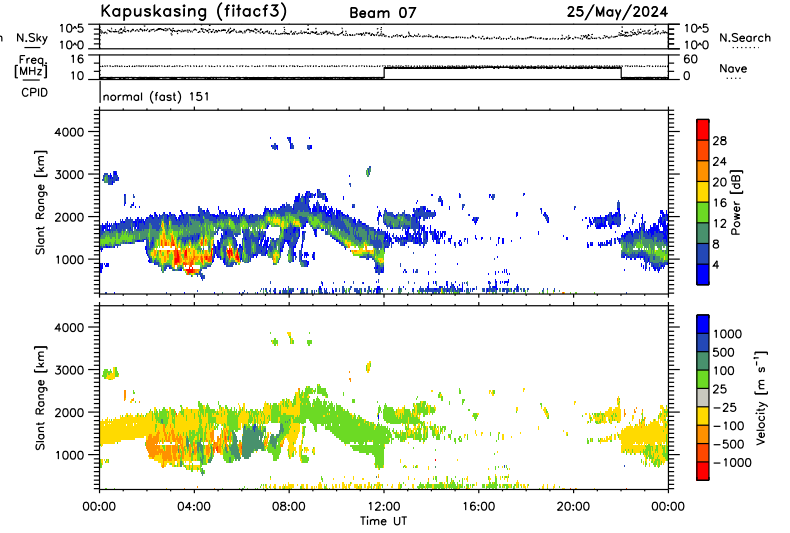 Kapuskasing (fitacf3) Beam 07 25/May/2024
N.Sky 10^5 10^0 10^5 10^0 N.Search
Freq. [MHz] 16 10 60 0 Nave
CPID normal (fast) 151
Slant Range [km]
4000
3000
2000
1000
Power [dB]
28
24
20
16
12
8
4
Slant Range [km]
4000
3000
2000
1000
Velocity [m s⁻¹]
1000
500
100
25
−25
−100
−500
−1000
00:00 04:00 08:00 12:00 16:00 20:00 00:00
Time UT